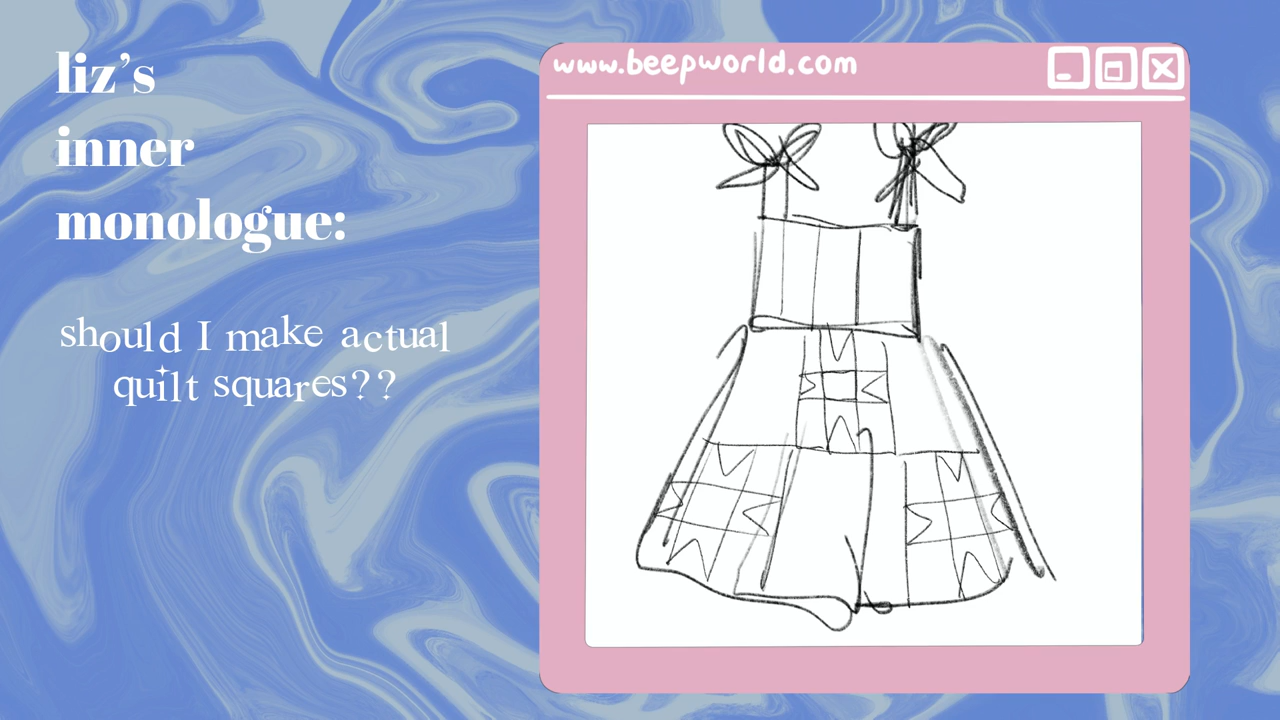 liz's
inner
monologue:
should I make actual
quilt squares??
www.beepworld.com